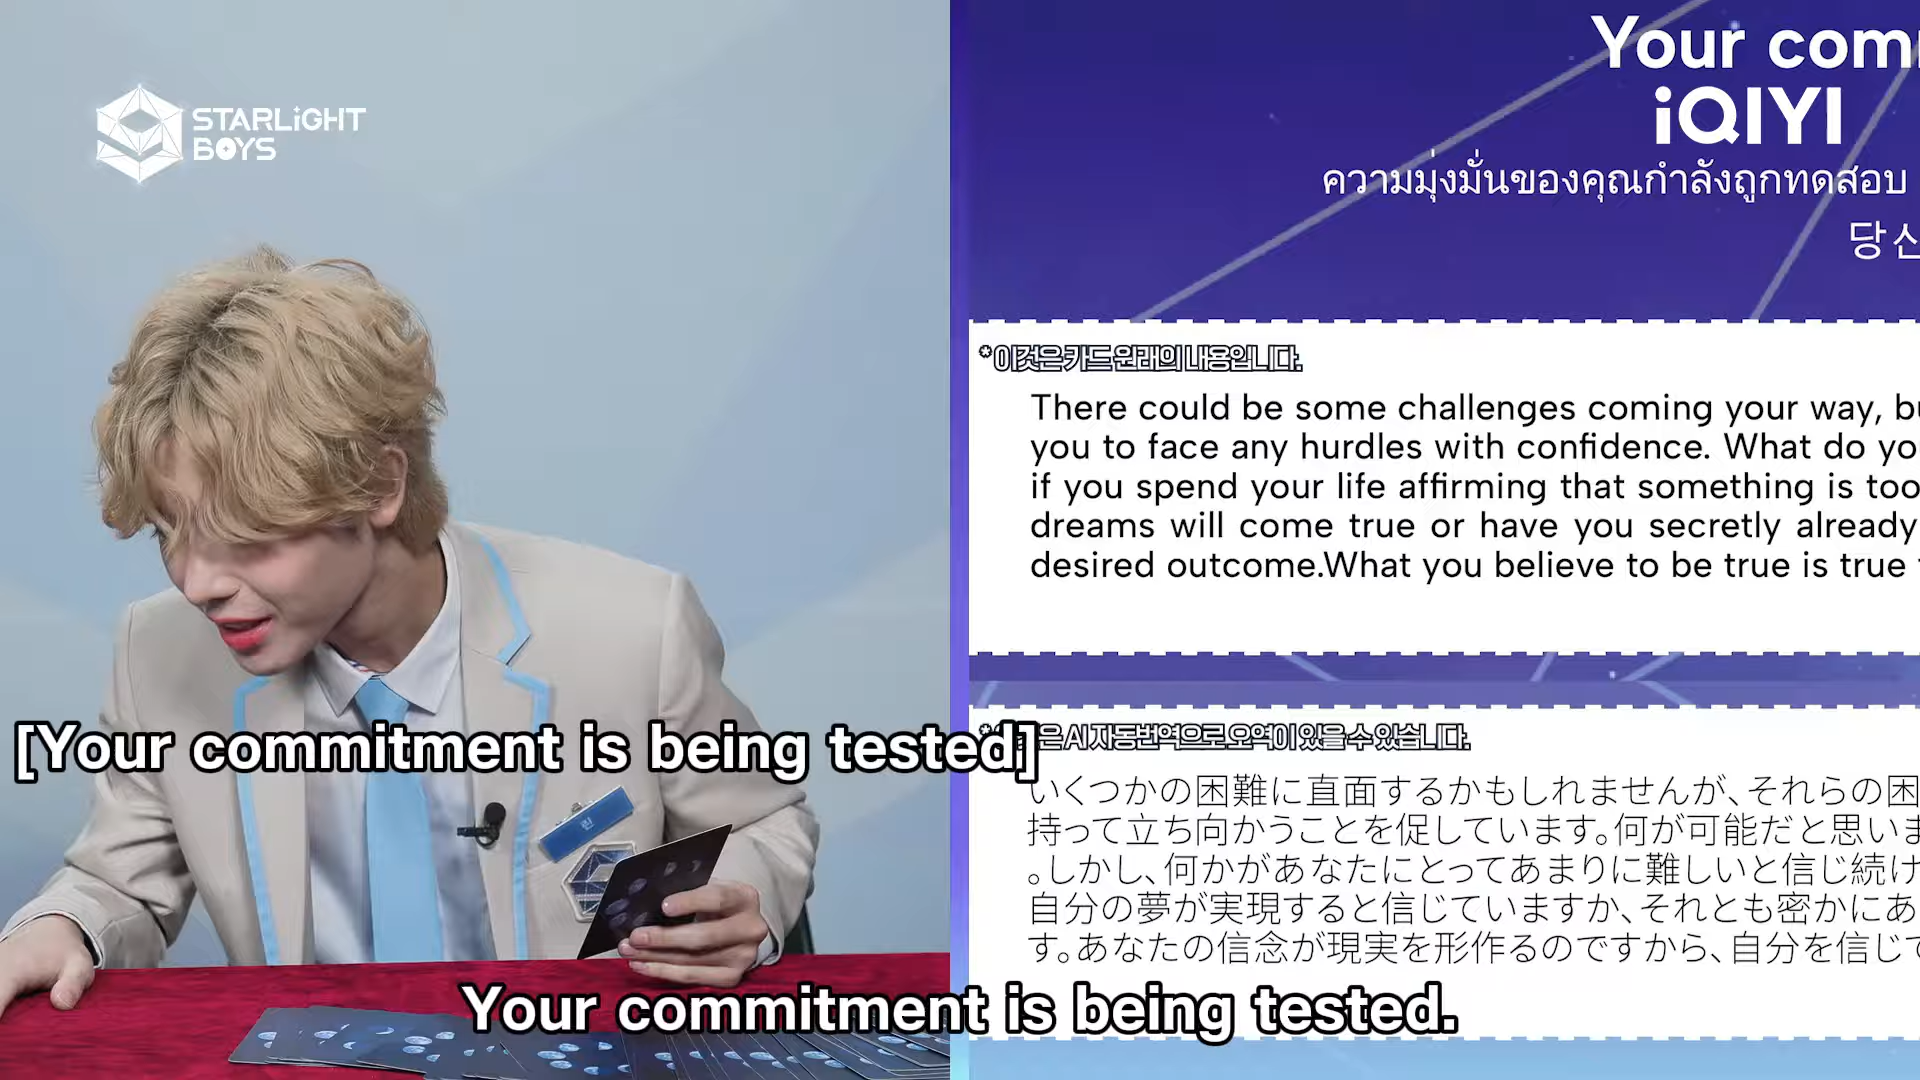 STARLiGHT
BOYS
Your com
iQIYI
ความมุ่งมั่นของคุณกำลังถูกทดสอบ
당신
*이것은 카드 원래의 내용입니다.
There could be some challenges coming your way, bu
you to face any hurdles with confidence. What do yo
if you spend your life affirming that something is too
dreams will come true or have you secretly already
desired outcome.What you believe to be true is true
[Your commitment is being tested]
은 AI 자동번역으로 오역이 있을 수 있습니다.
いくつかの困難に直面するかもしれませんが、それらの困
持って立ち向かうことを促しています。何が可能だと思いま
。しかし、何かがあなたにとってあまりに難しいと信じ続け
自分の夢が実現すると信じていますか、それとも密かにあ
す。あなたの信念が現実を形作るのですから、自分を信じて
Your commitment is being tested.